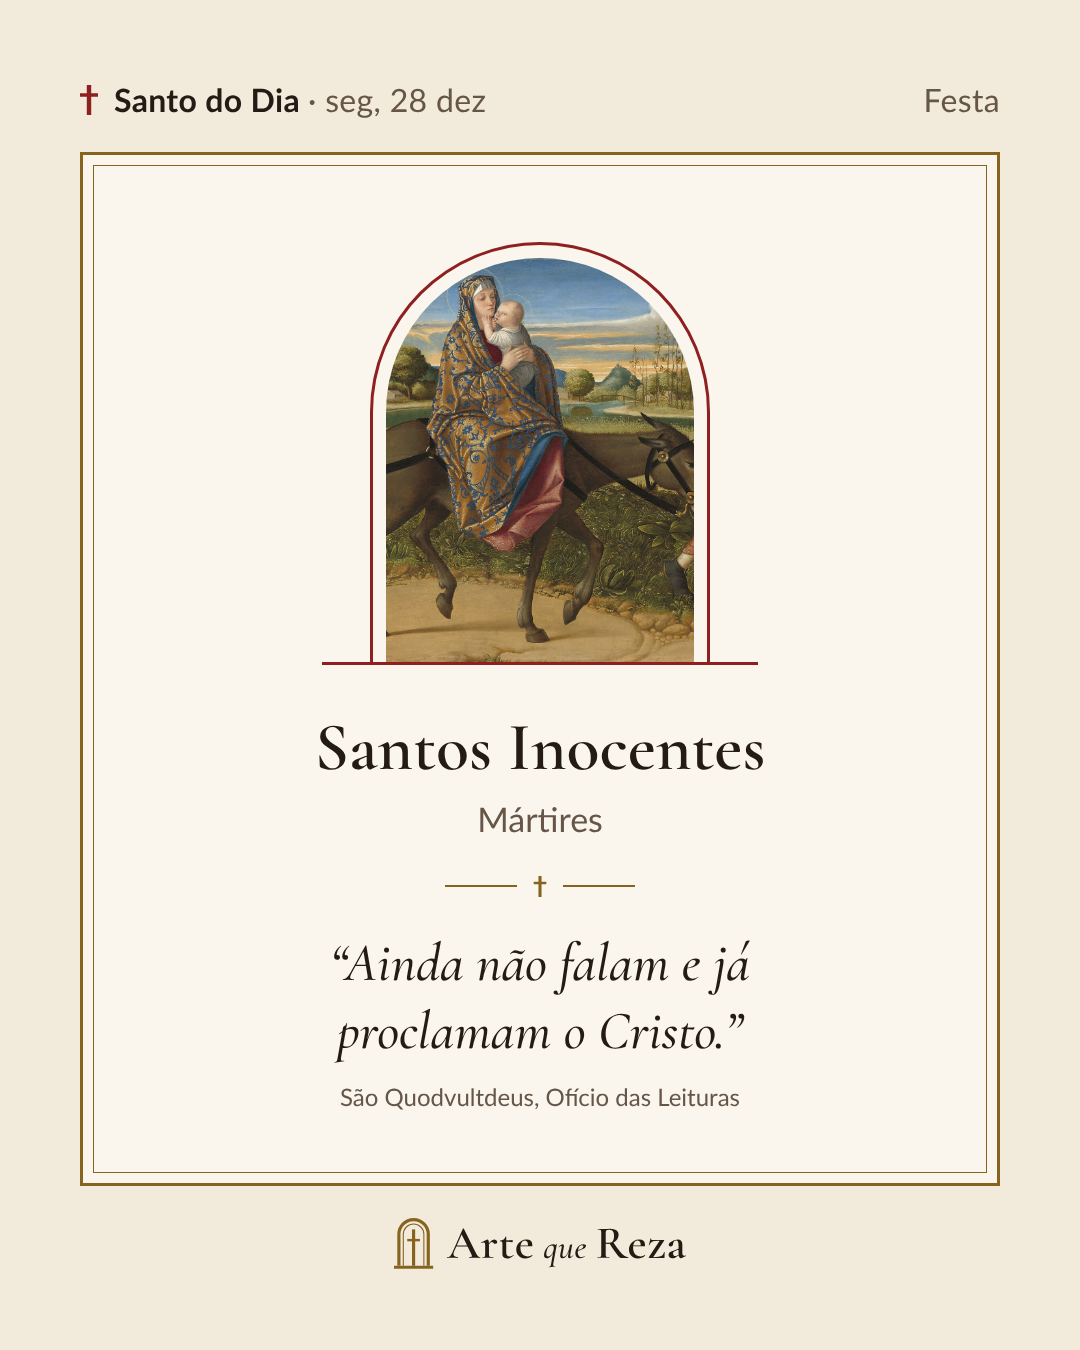 † Santo do Dia · seg, 28 dez
Festa
Santos Inocentes
Mártires
“Ainda não falam e já
proclamam o Cristo.”
São Quodvultdeus, Ofício das Leituras
Arte que Reza